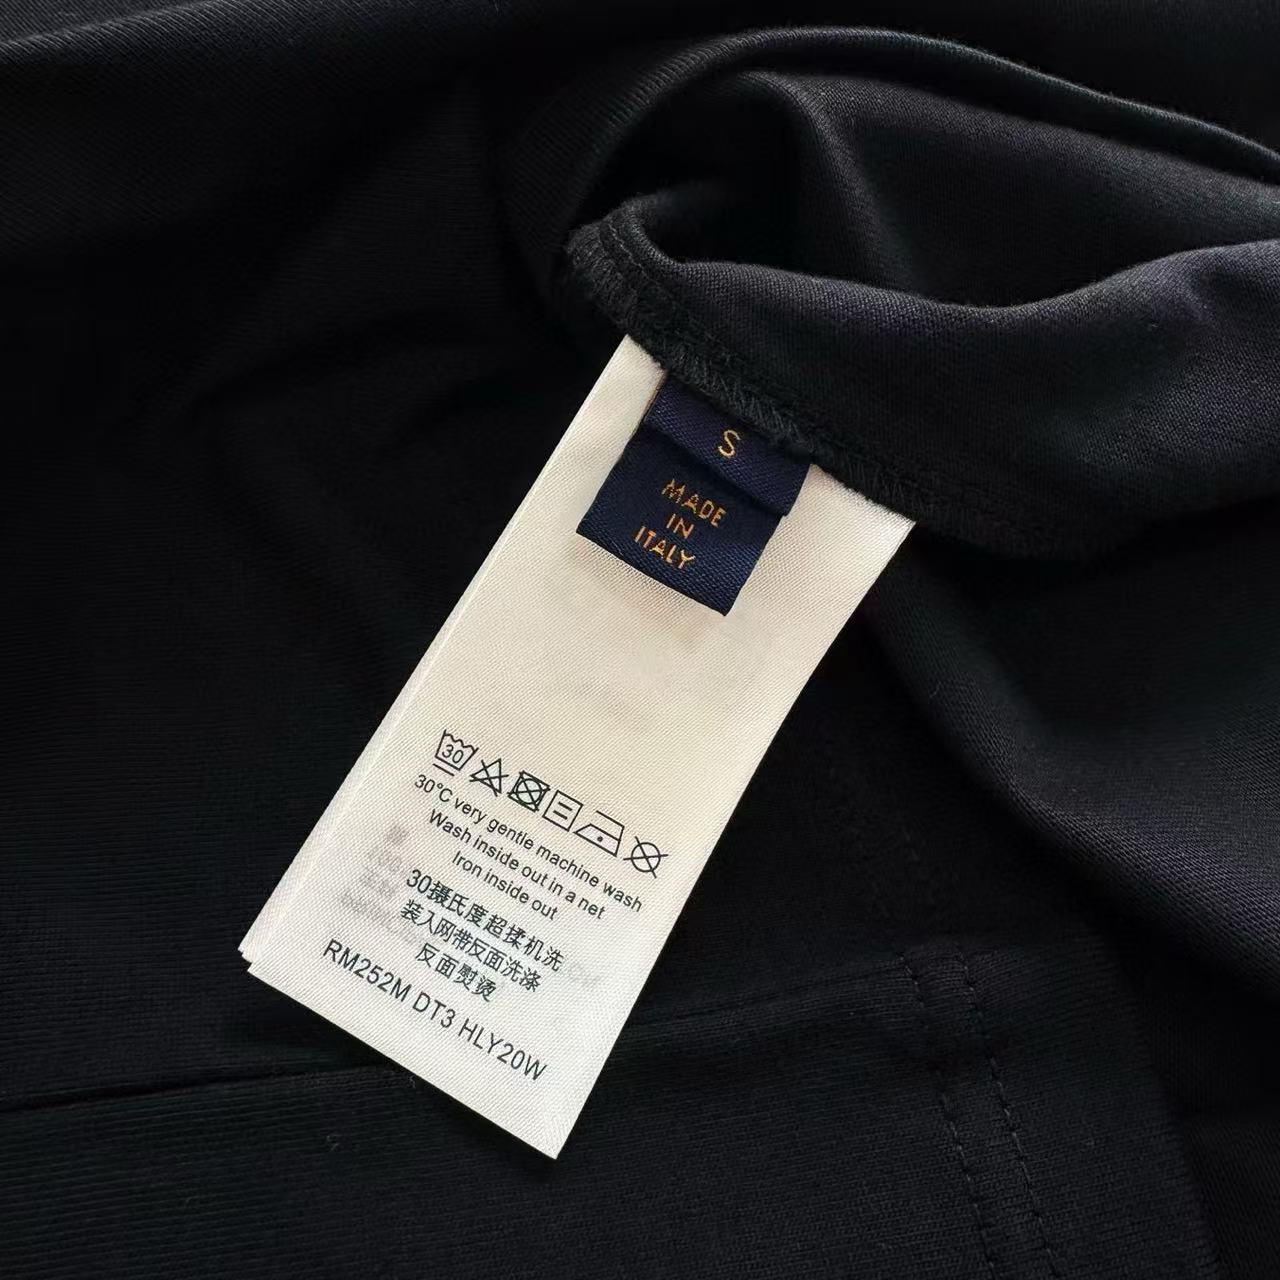 S
MADE
IN
ITALY
30
30°C very gentle machine wash
Wash inside out in a net
Iron inside out
30摄氏度超揉机洗
装入网带反面洗涤
反面熨烫
RM252M DT3 HLY20W